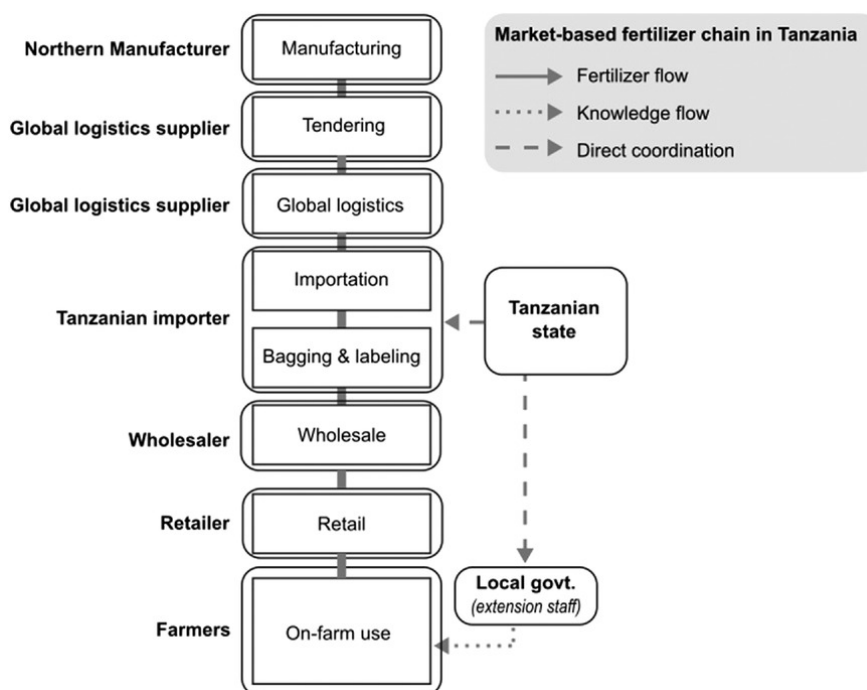 Northern Manufacturer
Manufacturing
Market-based fertilizer chain in Tanzania
Fertilizer flow
Knowledge flow
Direct coordination
Global logistics supplier
Tendering
Global logistics supplier
Global logistics
Tanzanian importer
Importation
Bagging & labeling
Tanzanian
state
Wholesaler
Wholesale
Retailer
Retail
Local govt.
(extension staff)
Farmers
On-farm use